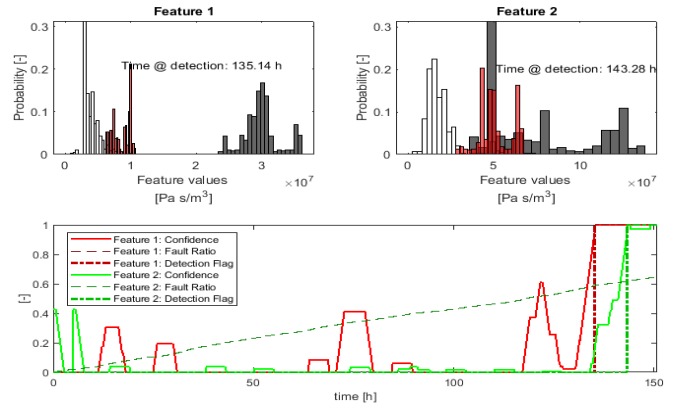 Feature 1
Feature 2
0.3
0.2
0.1
0
Probability [-]
Time @ detection: 135.14 h
0 1 2 3
Feature values
×10⁷
[Pa s/m³]
0.3
0.2
0.1
0
Probability [-]
Time @ detection: 143.28 h
0 5 10
Feature values
×10⁷
[Pa s/m³]
1
0.8
0.6
0.4
0.2
0
[-]
Feature 1: Confidence
Feature 1: Fault Ratio
Feature 1: Detection Flag
Feature 2: Confidence
Feature 2: Fault Ratio
Feature 2: Detection Flag
0 50 100 150
time [h]